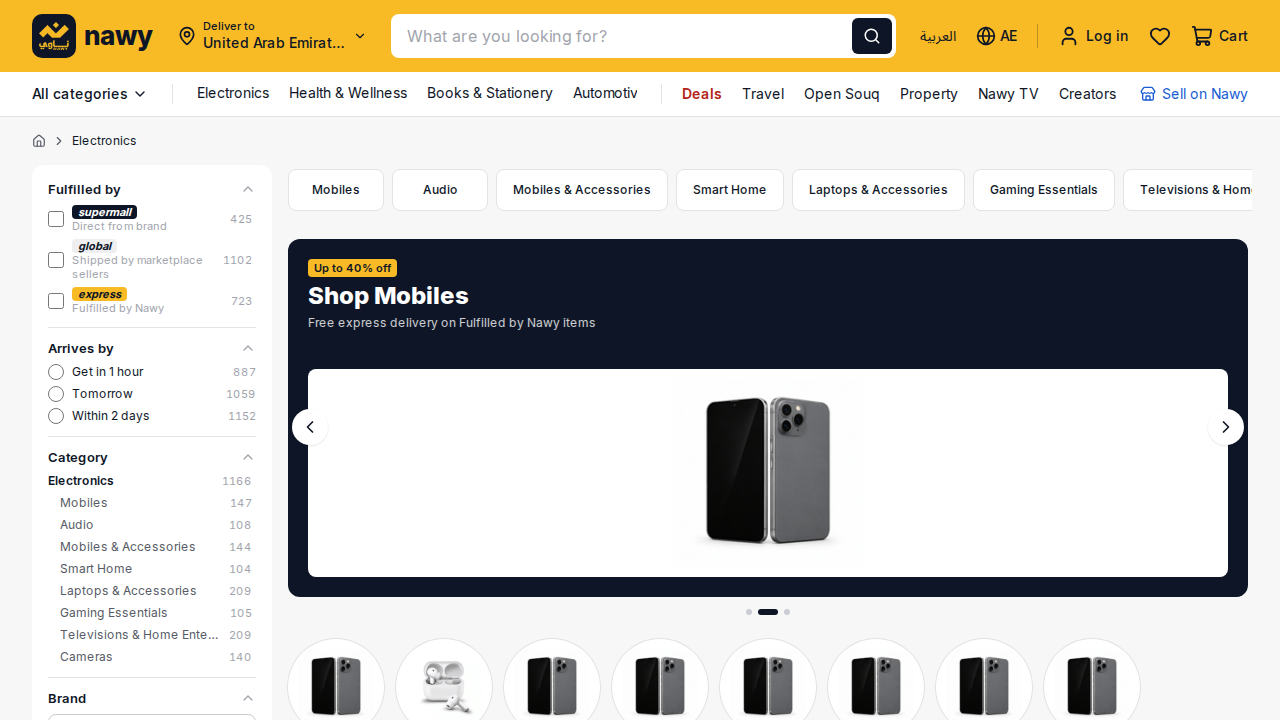 نـاوي
NAWY
nawy
Deliver to
United Arab Emirat...
What are you looking for?
العربية
AE
Log in
Cart
All categories
Electronics
Health & Wellness
Books & Stationery
Automotiv
Deals
Travel
Open Souq
Property
Nawy TV
Creators
Sell on Nawy
Electronics
Fulfilled by
supermall
Direct from brand
425
global
Shipped by marketplace
sellers
1102
express
Fulfilled by Nawy
723
Arrives by
Get in 1 hour
887
Tomorrow
1059
Within 2 days
1152
Category
Electronics
1166
Mobiles
147
Audio
108
Mobiles & Accessories
144
Smart Home
104
Laptops & Accessories
209
Gaming Essentials
105
Televisions & Home Ente...
209
Cameras
140
Brand
Mobiles
Audio
Mobiles & Accessories
Smart Home
Laptops & Accessories
Gaming Essentials
Televisions & Home
Up to 40% off
Shop Mobiles
Free express delivery on Fulfilled by Nawy items